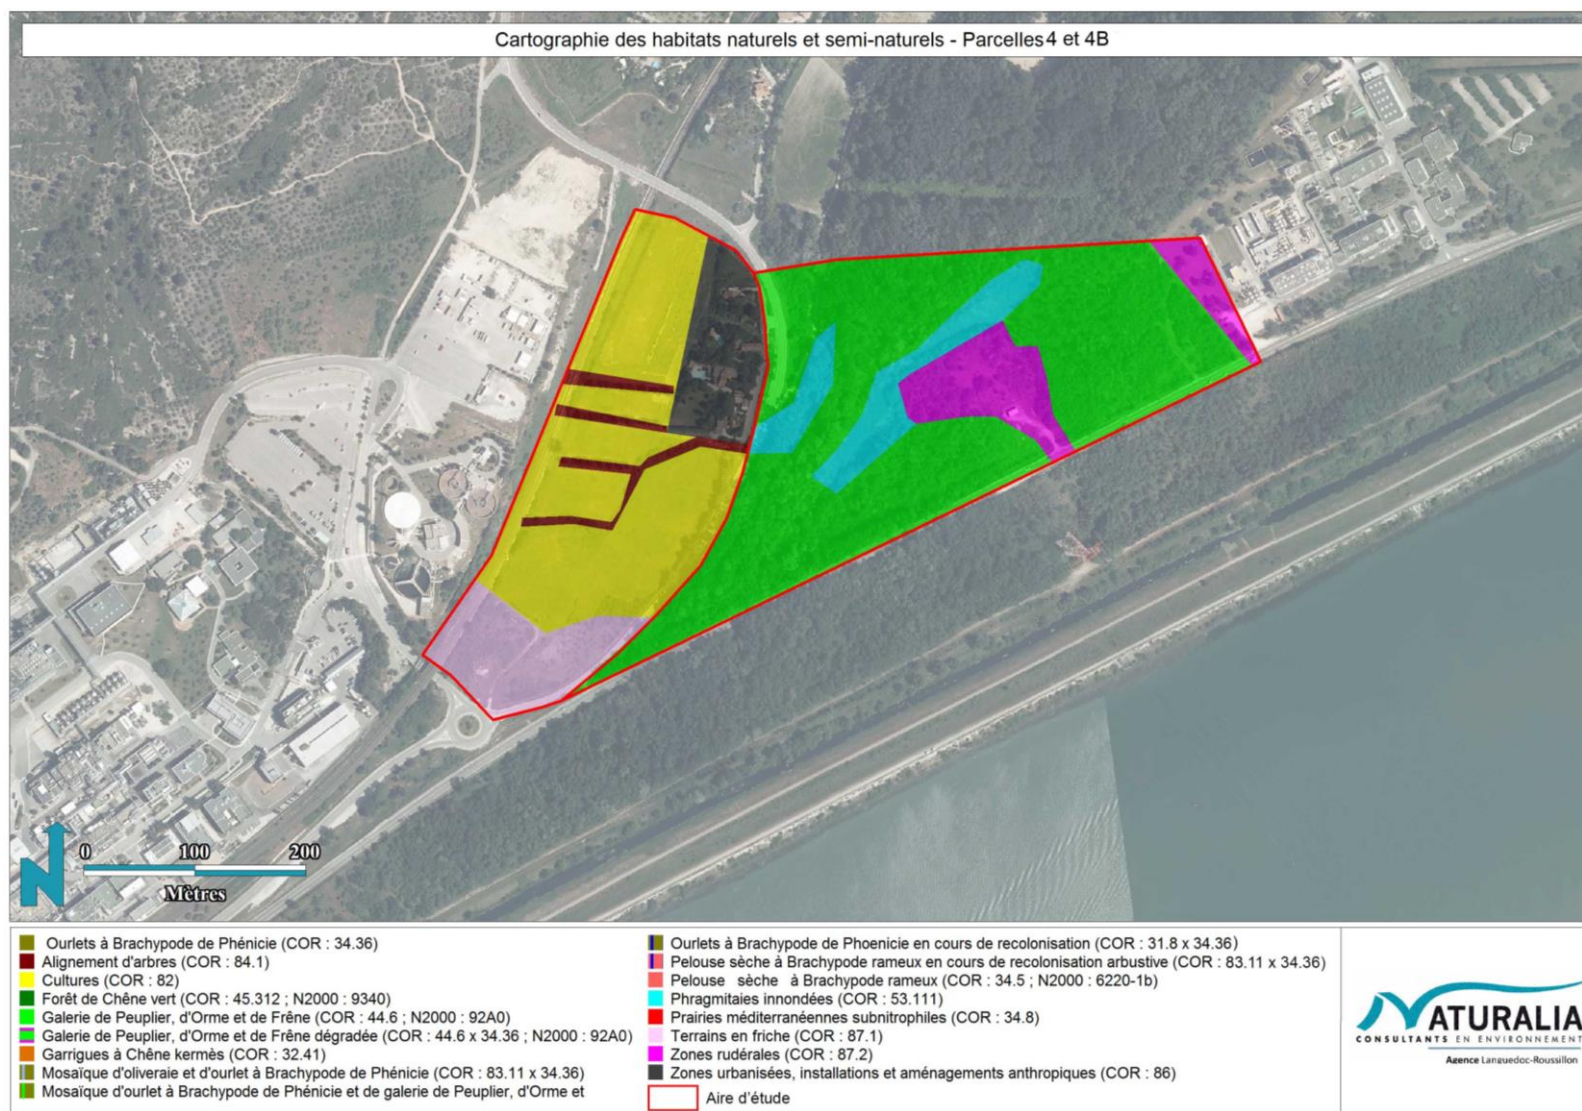 Cartographie des habitats naturels et semi-naturels - Parcelles 4 et 4B
N
0 100 200
Mètres
Ourlets à Brachypode de Phénicie (COR : 34.36)
Alignement d'arbres (COR : 84.1)
Cultures (COR : 82)
Forêt de Chêne vert (COR : 45.312 ; N2000 : 9340)
Galerie de Peuplier, d'Orme et de Frêne (COR : 44.6 ; N2000 : 92A0)
Galerie de Peuplier, d'Orme et de Frêne dégradée (COR : 44.6 x 34.36 ; N2000 : 92A0)
Garrigues à Chêne kermès (COR : 32.41)
Mosaïque d'oliveraie et d'ourlet à Brachypode de Phénicie (COR : 83.11 x 34.36)
Mosaïque d'ourlet à Brachypode de Phénicie et de galerie de Peuplier, d'Orme et
Ourlets à Brachypode de Phoenicie en cours de recolonisation (COR : 31.8 x 34.36)
Pelouse sèche à Brachypode rameux en cours de recolonisation arbustive (COR : 83.11 x 34.36)
Pelouse sèche à Brachypode rameux (COR : 34.5 ; N2000 : 6220-1b)
Phragmitaies innondées (COR : 53.111)
Prairies méditerranéennes subnitrophiles (COR : 34.8)
Terrains en friche (COR : 87.1)
Zones rudérales (COR : 87.2)
Zones urbanisées, installations et aménagements anthropiques (COR : 86)
Aire d'étude
NATURALIA
CONSULTANTS EN ENVIRONNEMENT
Agence Languedoc-Roussillon